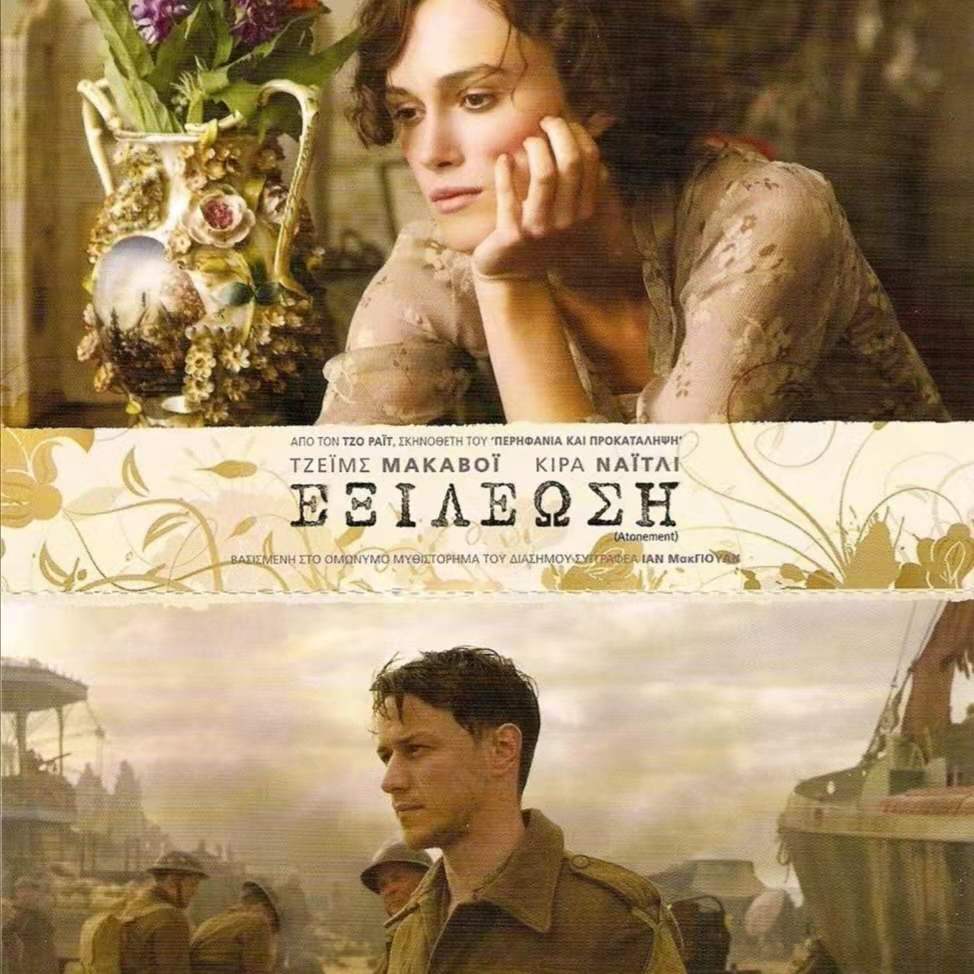 ΑΠΟ ΤΟΝ ΤΖΟ ΡΑΪΤ, ΣΚΗΝΟΘΕΤΗ ΤΟΥ 'ΠΕΡΗΦΑΝΙΑ ΚΑΙ ΠΡΟΚΑΤΑΛΗΨΗ'
ΤΖΕΪΜΣ ΜΑΚΑΒΟΪ ΚΙΡΑ ΝΑΪΤΛΙ
ΕΞΙΛΕΩΣΗ
(Atonement)
ΒΑΣΙΣΜΕΝΗ ΣΤΟ ΟΜΩΝΥΜΟ ΜΥΘΙΣΤΟΡΗΜΑ ΤΟΥ ΔΙΑΣΗΜΟΥ ΣΥΓΓΡΑΦΕΑ ΙΑΝ ΜακΓΙΟΥΑΝ